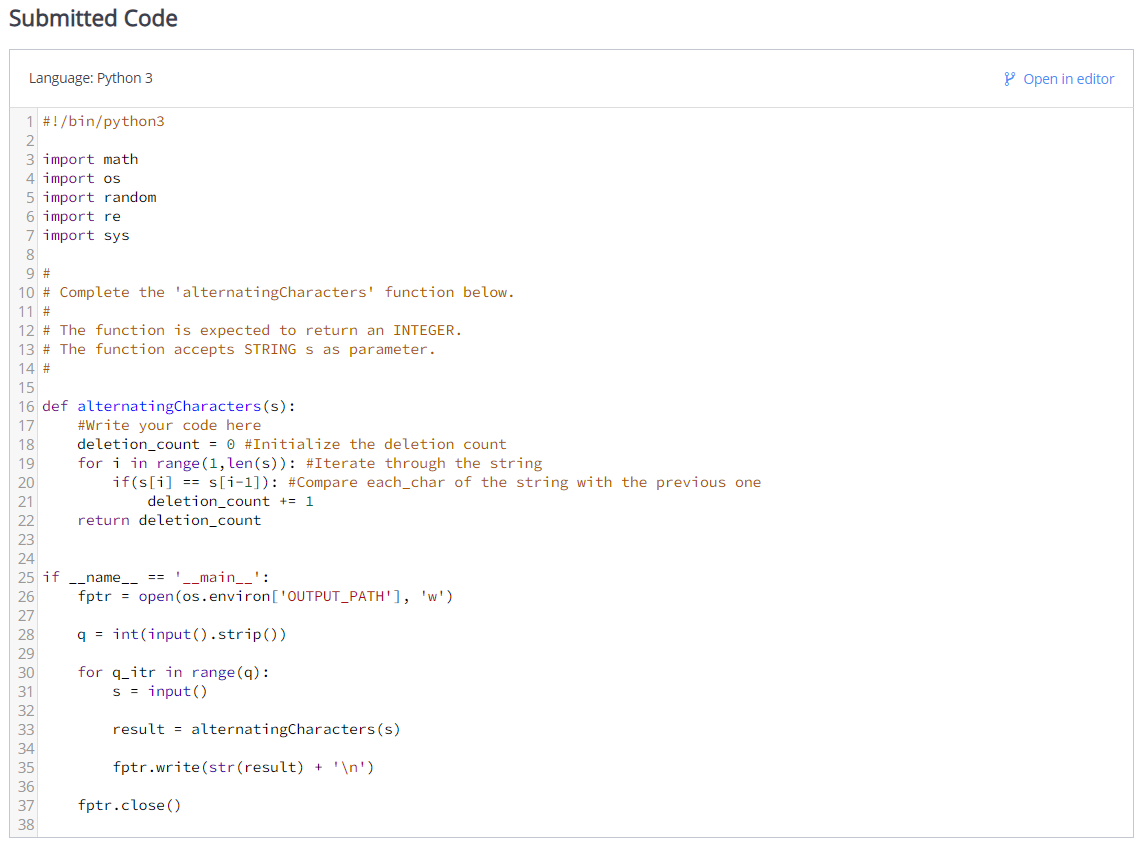 Submitted Code
Language: Python 3
Open in editor
1 #!/bin/python3
2
3 import math
4 import os
5 import random
6 import re
7 import sys
8
9 #
10 # Complete the 'alternatingCharacters' function below.
11 #
12 # The function is expected to return an INTEGER.
13 # The function accepts STRING s as parameter.
14 #
15
16 def alternatingCharacters(s):
17     #Write your code here
18     deletion_count = 0 #Initialize the deletion count
19     for i in range(1,len(s)): #Iterate through the string
20         if(s[i] == s[i-1]): #Compare each_char of the string with the previous one
21             deletion_count += 1
22     return deletion_count
23
24
25 if __name__ == '__main__':
26     fptr = open(os.environ['OUTPUT_PATH'], 'w')
27
28     q = int(input().strip())
29
30     for q_itr in range(q):
31         s = input()
32
33         result = alternatingCharacters(s)
34
35         fptr.write(str(result) + '\n')
36
37     fptr.close()
38